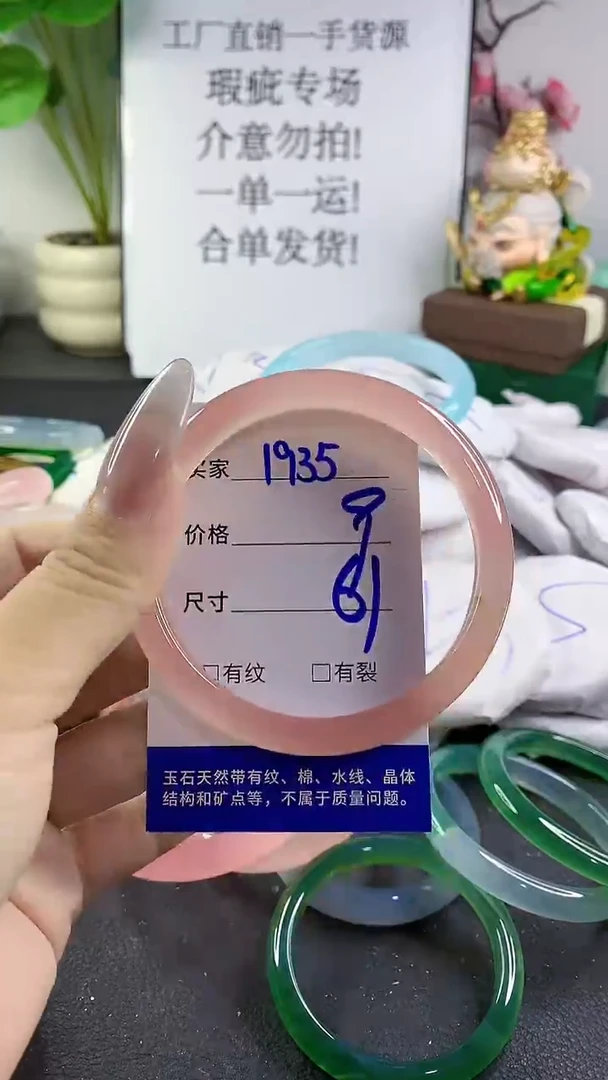 工厂直销一手货源
瑕疵专场
介意勿拍!
一单一运!
合单发货!
买家 1935
价格
尺寸 61
□有纹 □有裂
玉石天然带有纹、棉、水线、晶体
结构和矿点等，不属于质量问题。